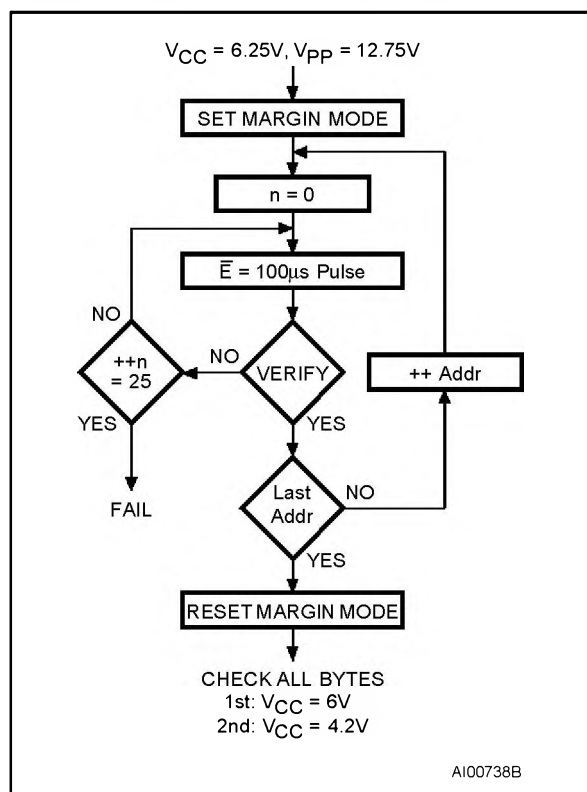 VCC = 6.25V, VPP = 12.75V
SET MARGIN MODE
n = 0
E̅ = 100µs Pulse
NO
++n
= 25
NO
VERIFY
++ Addr
YES
YES
FAIL
Last
Addr
NO
YES
RESET MARGIN MODE
CHECK ALL BYTES
1st: VCC = 6V
2nd: VCC = 4.2V
AI00738B